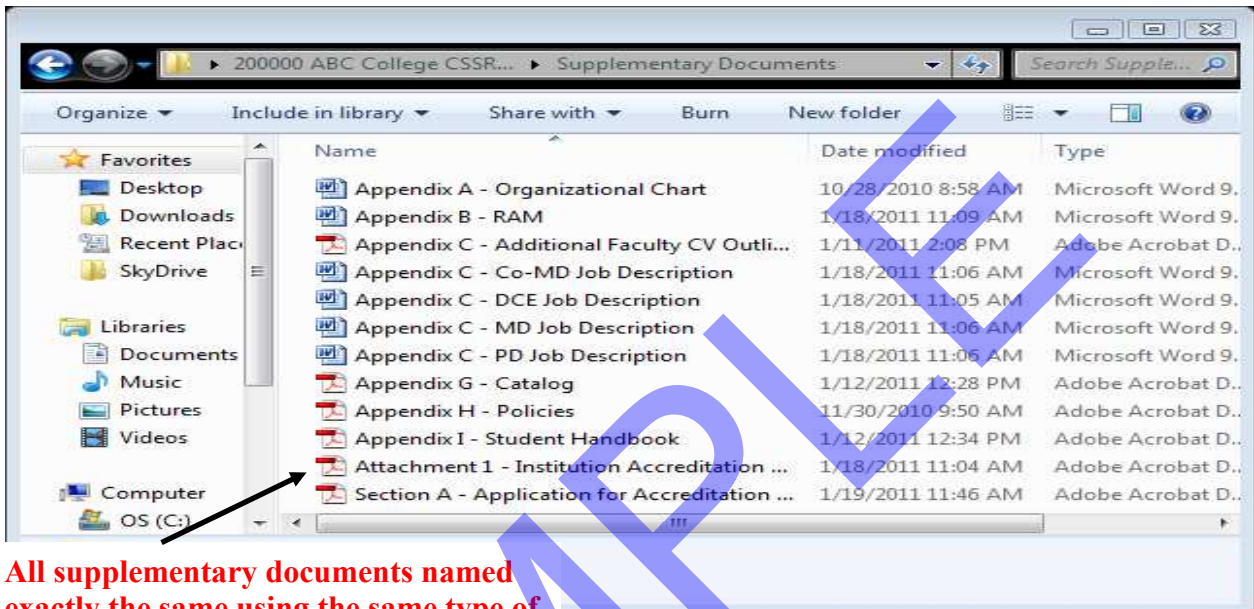 200000 ABC College CSSR... ▸ Supplementary Documents Search Supple...
Organize Include in library Share with Burn New folder
Name Date modified Type
Favorites
Desktop
Downloads
Recent Plac
SkyDrive
Libraries
Documents
Music
Pictures
Videos
Computer
OS (C:)
Appendix A - Organizational Chart 10/28/2010 8:58 AM Microsoft Word 9.
Appendix B - RAM 1/18/2011 11:09 AM Microsoft Word 9.
Appendix C - Additional Faculty CV Outli... 1/11/2011 2:08 PM Adobe Acrobat D..
Appendix C - Co-MD Job Description 1/18/2011 11:06 AM Microsoft Word 9.
Appendix C - DCE Job Description 1/18/2011 11:05 AM Microsoft Word 9.
Appendix C - MD Job Description 1/18/2011 11:06 AM Microsoft Word 9.
Appendix C - PD Job Description 1/18/2011 11:06 AM Microsoft Word 9.
Appendix G - Catalog 1/12/2011 12:28 PM Adobe Acrobat D..
Appendix H - Policies 11/30/2010 9:50 AM Adobe Acrobat D..
Appendix I - Student Handbook 1/12/2011 12:34 PM Adobe Acrobat D..
Attachment 1 - Institution Accreditation ... 1/18/2011 11:04 AM Adobe Acrobat D..
Section A - Application for Accreditation ... 1/19/2011 11:46 AM Adobe Acrobat D..
All supplementary documents named
exactly the same using the same type of
MPLE